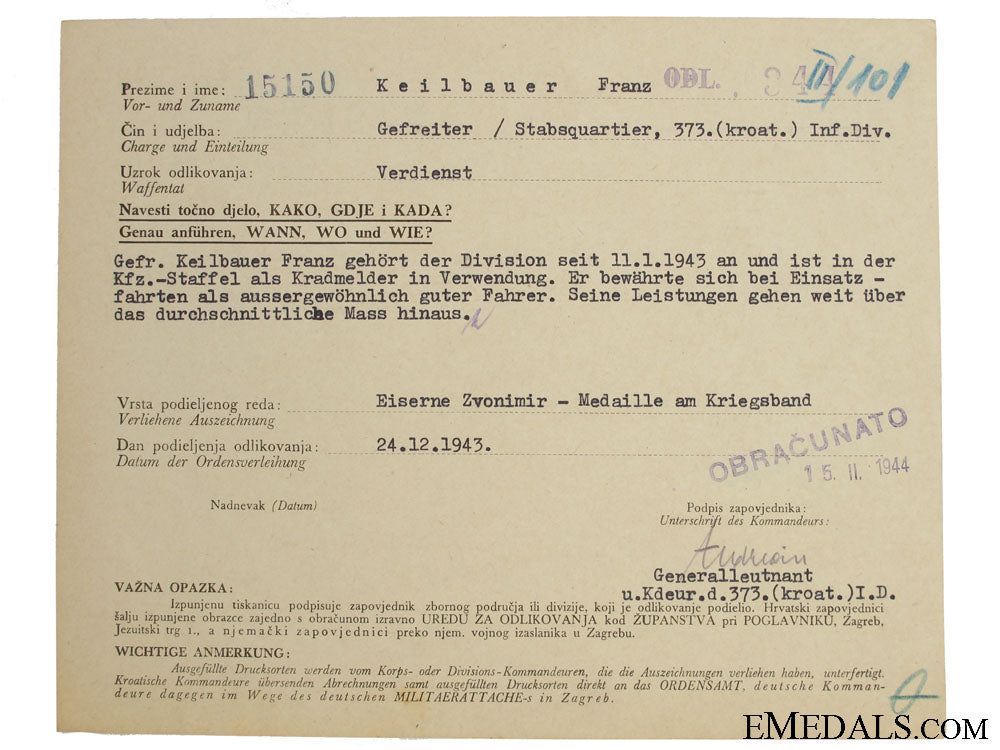 Prezime i ime: 15150 Keilbauer Franz ODL. 344 II/101
Vor- und Zuname
Čin i udjelba: Gefreiter / Stabsquartier, 373.(kroat.) Inf.Div.
Charge und Einteilung
Uzrok odlikovanja: Verdienst
Waffentat
Navesti točno djelo, KAKO, GDJE i KADA?
Genau anführen, WANN, WO und WIE?
Gefr. Keilbauer Franz gehört der Division seit 11.1.1943 an und ist in der
Kfz.-Staffel als Kradmelder in Verwendung. Er bewährte sich bei Einsatz -
fahrten als aussergewöhnlich guter Fahrer. Seine Leistungen gehen weit über
das durchschnittliche Mass hinaus.
Vrsta podieljenog reda: Eiserne Zvonimir - Medaille am Kriegsband
Verliehene Auszeichnung
Dan podieljenja odlikovanja: 24.12.1943.
Datum der Ordensverleihung
OBRAČUNATO
15. II. 1944
Nadnevak (Datum)
Podpis zapovjednika:
Unterschrift des Kommandeurs:
Generalleutnant
u.Kdeur.d.373.(kroat.)I.D.
VAŽNA OPAZKA:
Izpunjenu tiskanicu podpisuje zapovjednik zbornog područja ili divizije, koji je odlikovanje podielio. Hrvatski zapovjednici
šalju izpunjene obrazce zajedno s obračunom izravno UREDU ZA ODLIKOVANJA kod ŽUPANSTVA pri POGLAVNIKU, Zagreb,
Jezuitski trg 1., a njemački zapovjednici preko njem. vojnog izaslanika u Zagrebu.
WICHTIGE ANMERKUNG:
Ausgefüllte Drucksorten werden vom Korps- oder Divisions-Kommandeuren, die die Auszeichnungen verliehen haben, unterfertigt.
Kroatische Kommandeure übersenden Abrechnungen samt ausgefüllten Drucksorten direkt an das ORDENSAMT, deutsche Komman-
deure dagegen im Wege des deutschen MILITAERATTACHE-s in Zagreb.
EMEDALS.COM